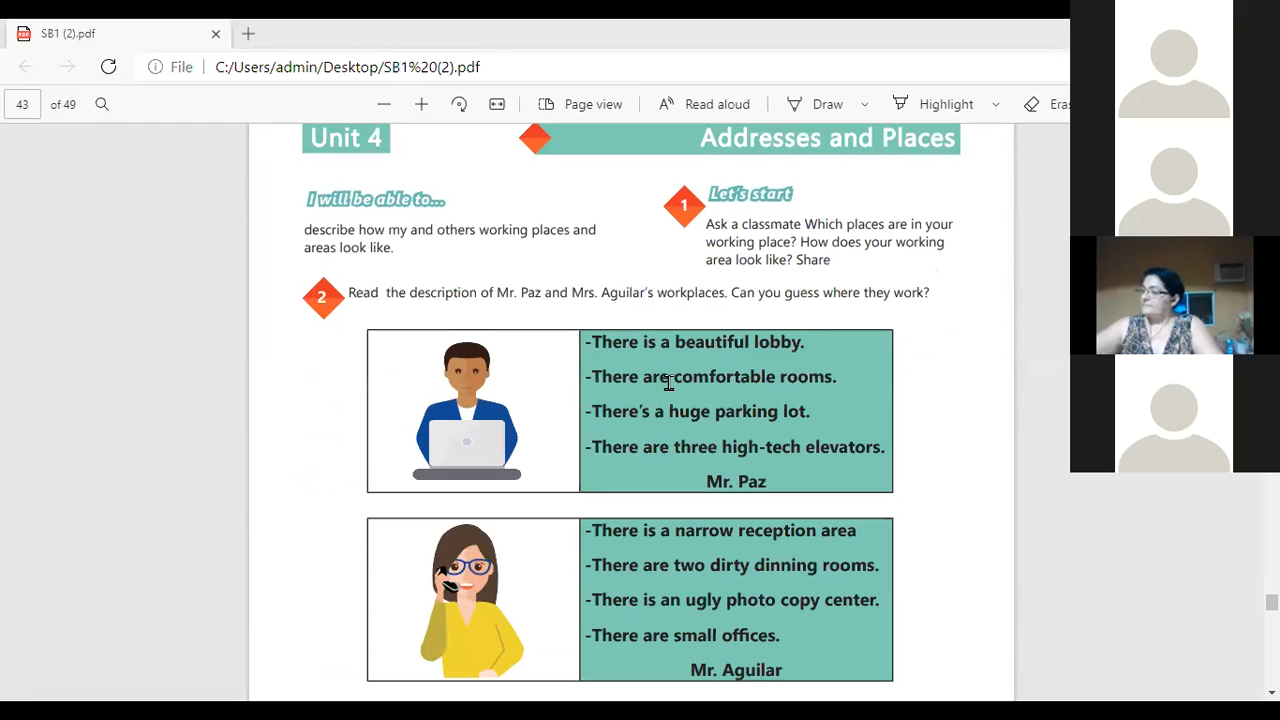 SB1 (2).pdf
File
C:/Users/admin/Desktop/SB1%20(2).pdf
43 of 49
Page view
Read aloud
Draw
Highlight
Eras
Unit 4
Addresses and Places
I will be able to...
describe how my and others working places and
areas look like.
1
Let's start
Ask a classmate Which places are in your
working place? How does your working
area look like? Share
2
Read the description of Mr. Paz and Mrs. Aguilar's workplaces. Can you guess where they work?
-There is a beautiful lobby.
-There are comfortable rooms.
-There's a huge parking lot.
-There are three high-tech elevators.
Mr. Paz
-There is a narrow reception area
-There are two dirty dinning rooms.
-There is an ugly photo copy center.
-There are small offices.
Mr. Aguilar